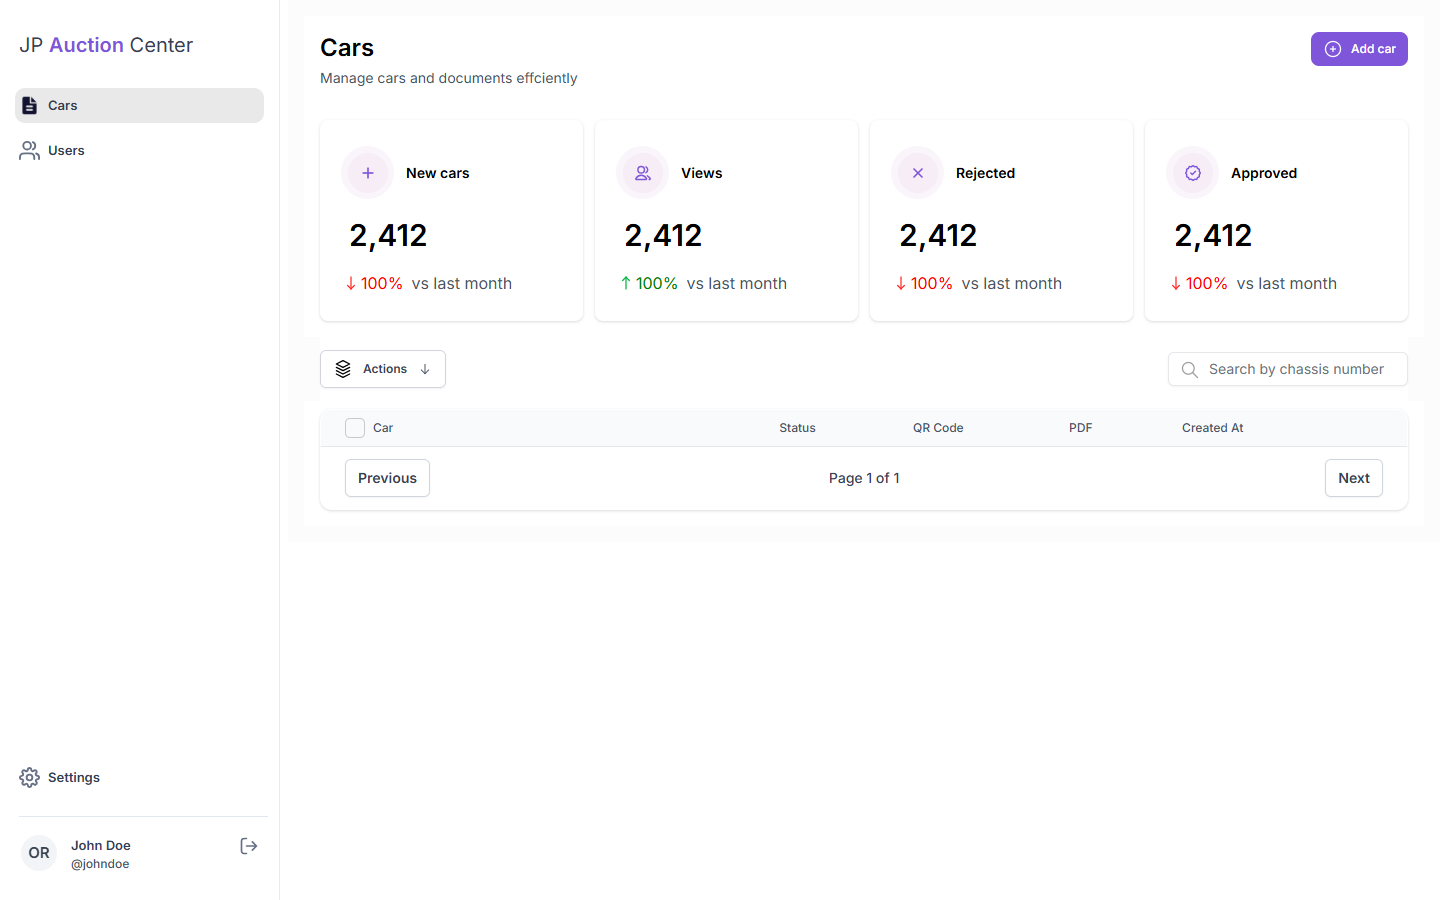 JP Auction Center
Cars
Users
Settings
OR
John Doe
@johndoe
Cars
Manage cars and documents effciently
Add car
New cars
2,412
100% vs last month
Views
2,412
100% vs last month
Rejected
2,412
100% vs last month
Approved
2,412
100% vs last month
Actions
Search by chassis number
Car Status QR Code PDF Created At
Previous Page 1 of 1 Next